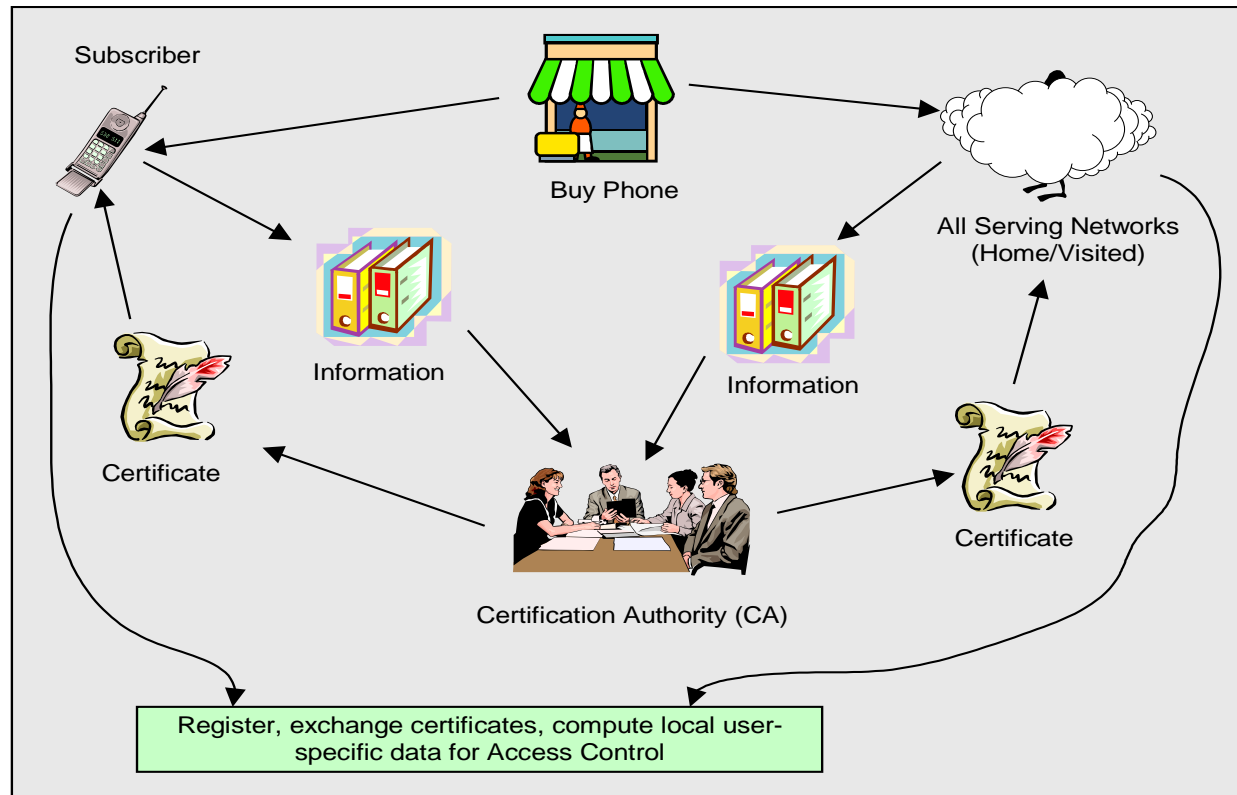 Subscriber
Buy Phone
All Serving Networks
(Home/Visited)
Information
Information
Certificate
Certificate
Certification Authority (CA)
Register, exchange certificates, compute local user-
specific data for Access Control